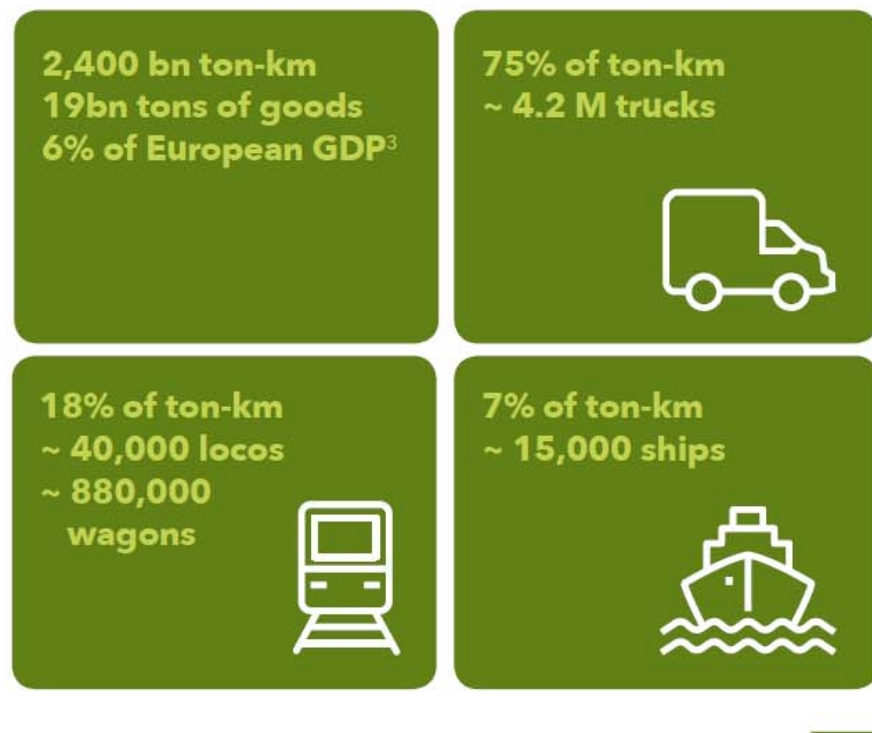 2,400 bn ton-km
19bn tons of goods
6% of European GDP³
75% of ton-km
~ 4.2 M trucks
18% of ton-km
~ 40,000 locos
~ 880,000
wagons
7% of ton-km
~ 15,000 ships